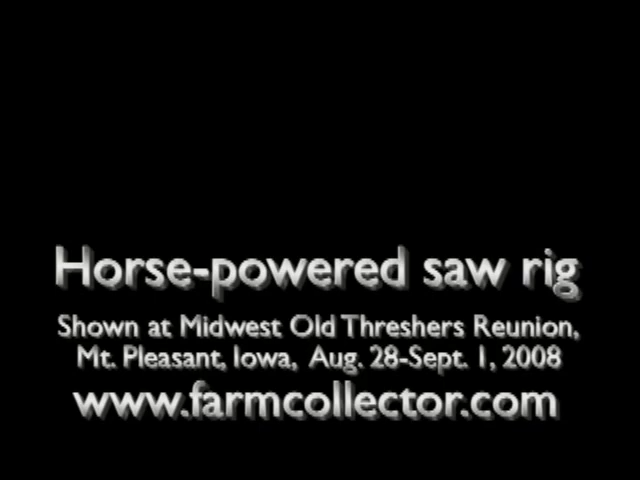 Horse-powered saw rig
Shown at Midwest Old Threshers Reunion,
Mt. Pleasant, Iowa, Aug. 28-Sept. 1, 2008
www.farmcollector.com